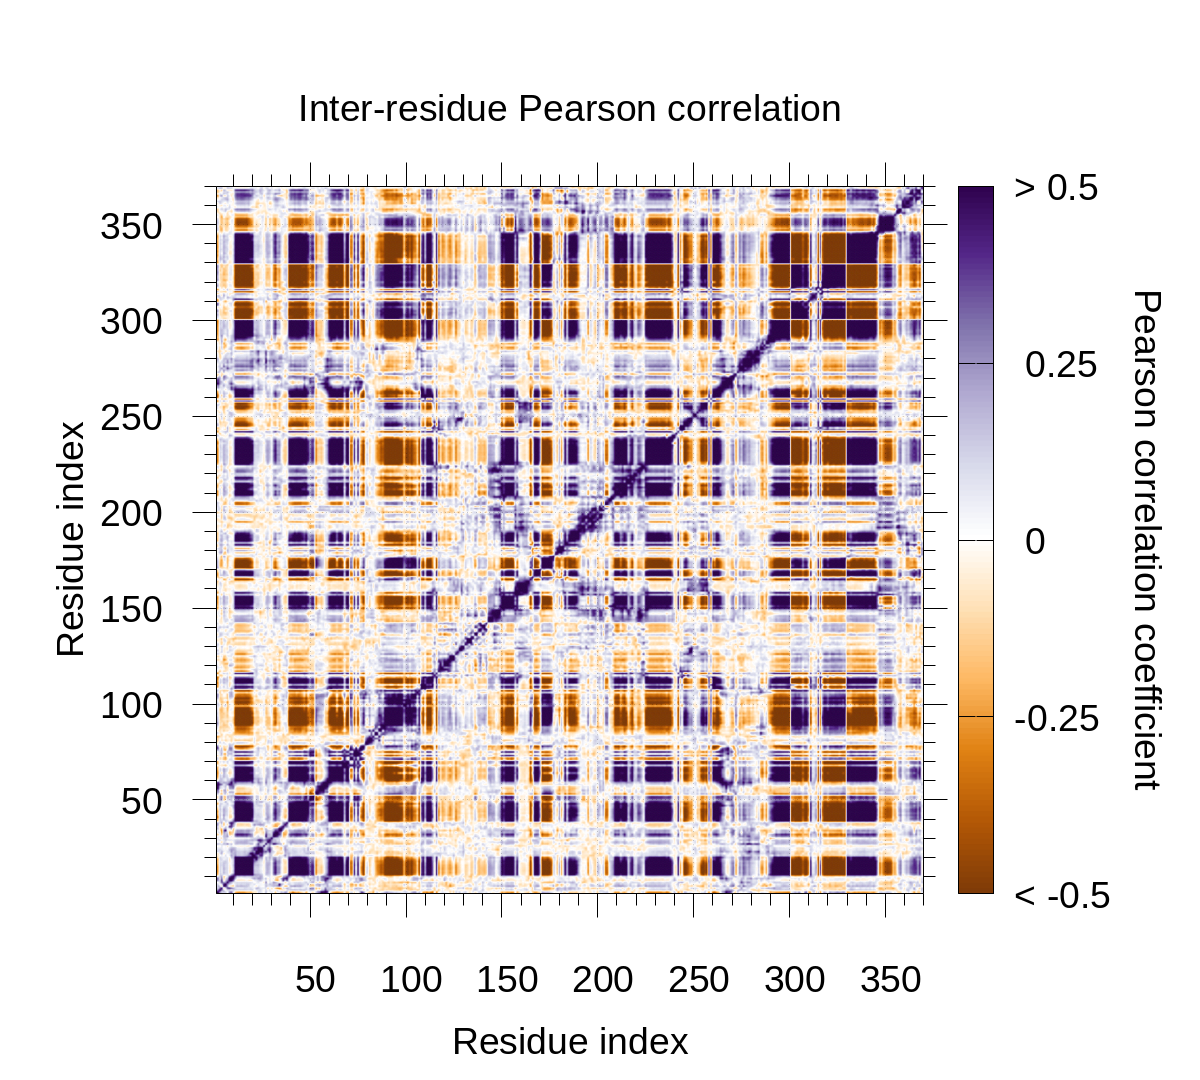 Inter-residue Pearson correlation
Residue index
350
300
250
200
150
100
50
50 100 150 200 250 300 350
Residue index
> 0.5
0.25
0
-0.25
< -0.5
Pearson correlation coefficient